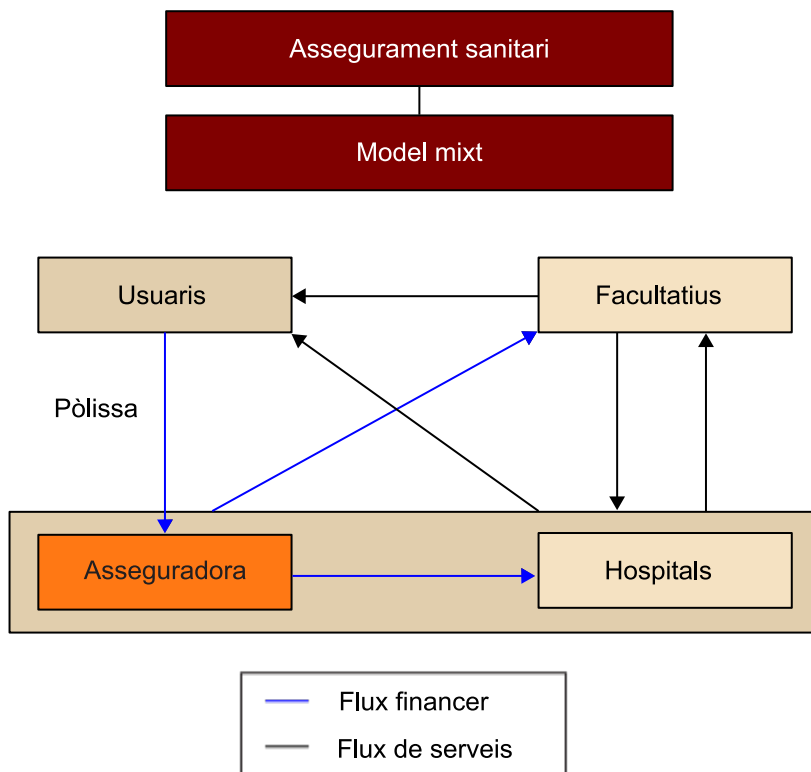 Assegurament sanitari
Model mixt
Usuaris
Facultatius
Pòlissa
Asseguradora
Hospitals
Flux financer
Flux de serveis